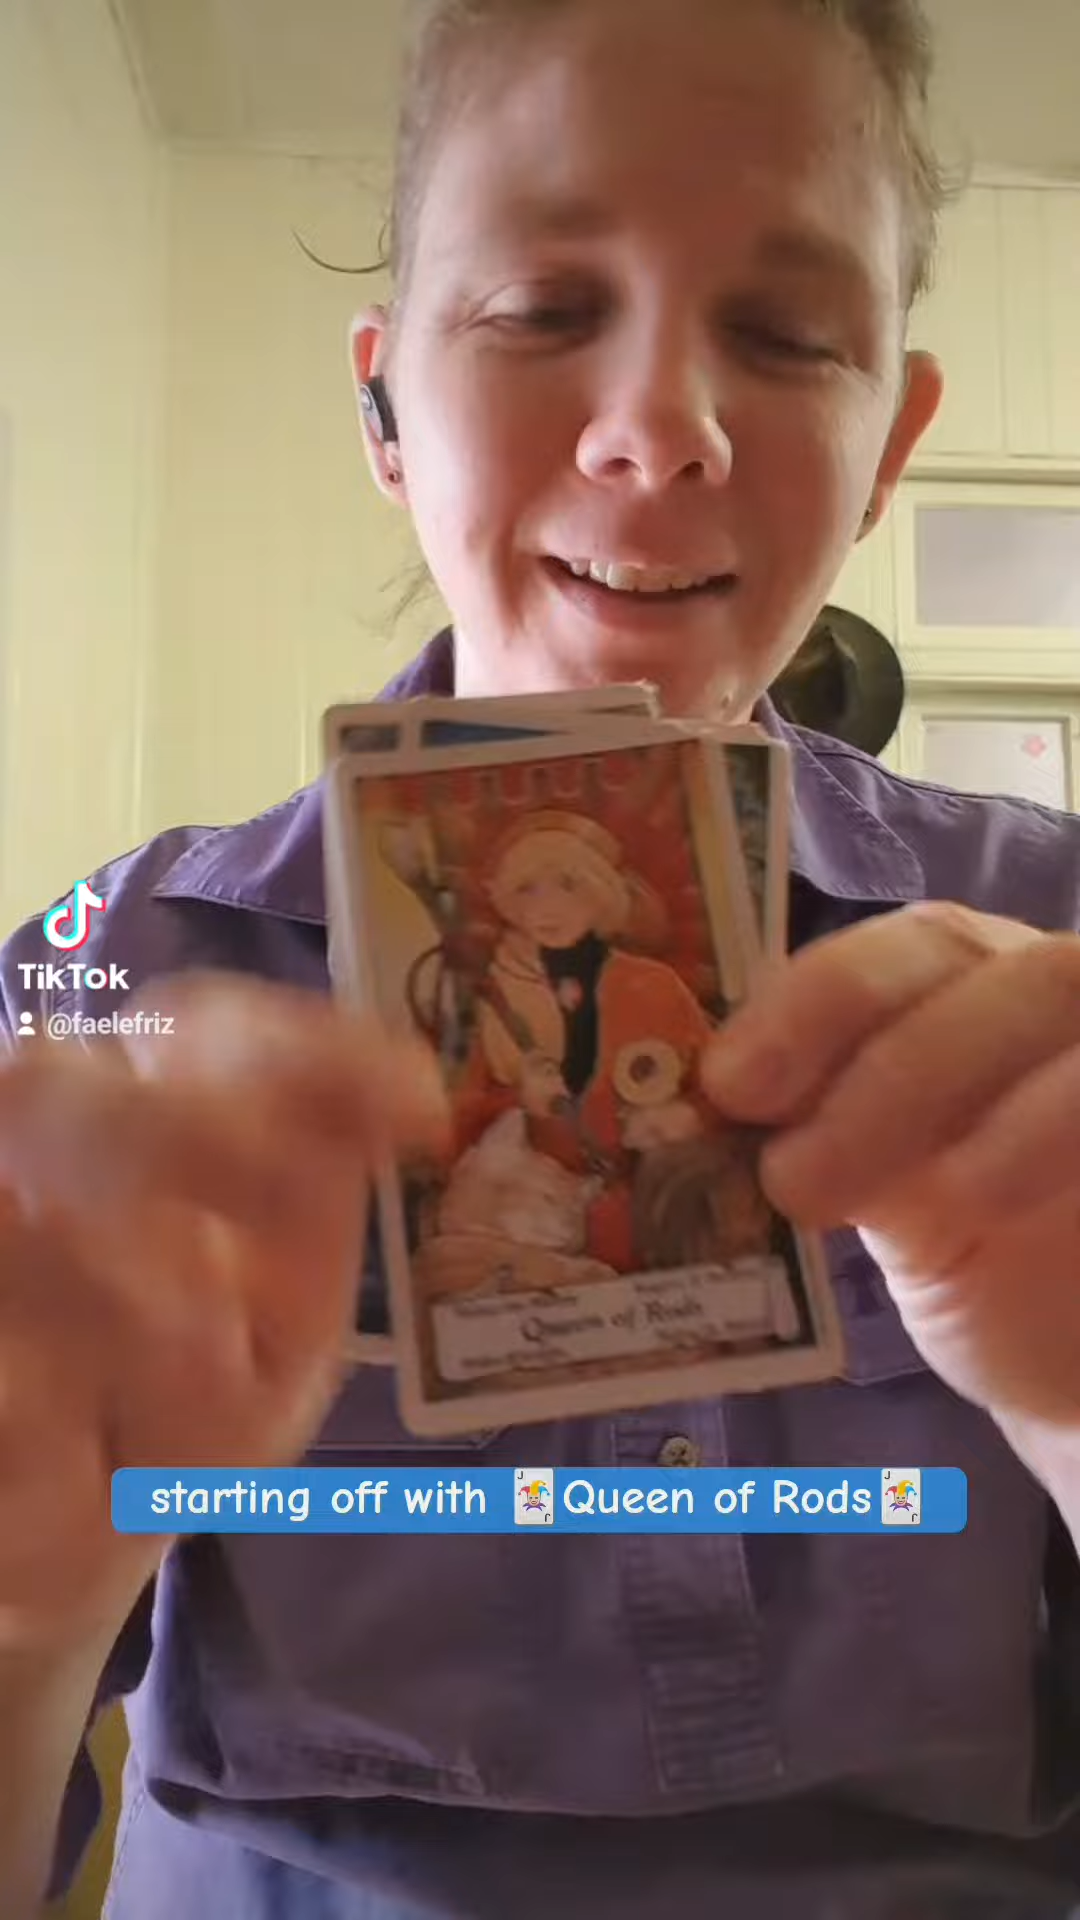 TikTok
@faelefriz
Queen of Rods
starting off with 🃏Queen of Rods🃏